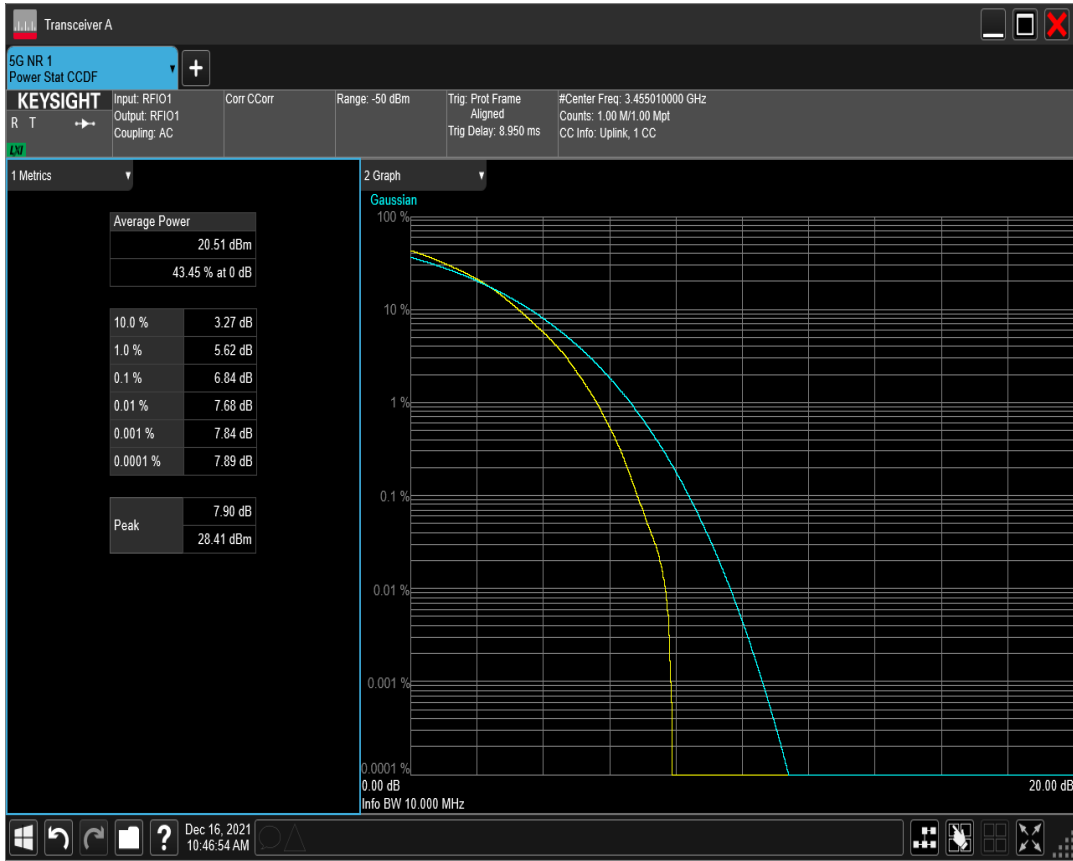 Transceiver A
5G NR 1
Power Stat CCDF
KEYSIGHT
R T
LXI
Input: RFIO1
Output: RFIO1
Coupling: AC
Corr CCorr
Range: -50 dBm
Trig: Prot Frame
Aligned
Trig Delay: 8.950 ms
#Center Freq: 3.455010000 GHz
Counts: 1.00 M/1.00 Mpt
CC Info: Uplink, 1 CC
1 Metrics
Average Power
20.51 dBm
43.45 % at 0 dB
10.0 % 3.27 dB
1.0 % 5.62 dB
0.1 % 6.84 dB
0.01 % 7.68 dB
0.001 % 7.84 dB
0.0001 % 7.89 dB
Peak
7.90 dB
28.41 dBm
2 Graph
Gaussian
100 %
10 %
1 %
0.1 %
0.01 %
0.001 %
0.0001 %
0.00 dB
20.00 dB
Info BW 10.000 MHz
?
Dec 16, 2021
10:46:54 AM